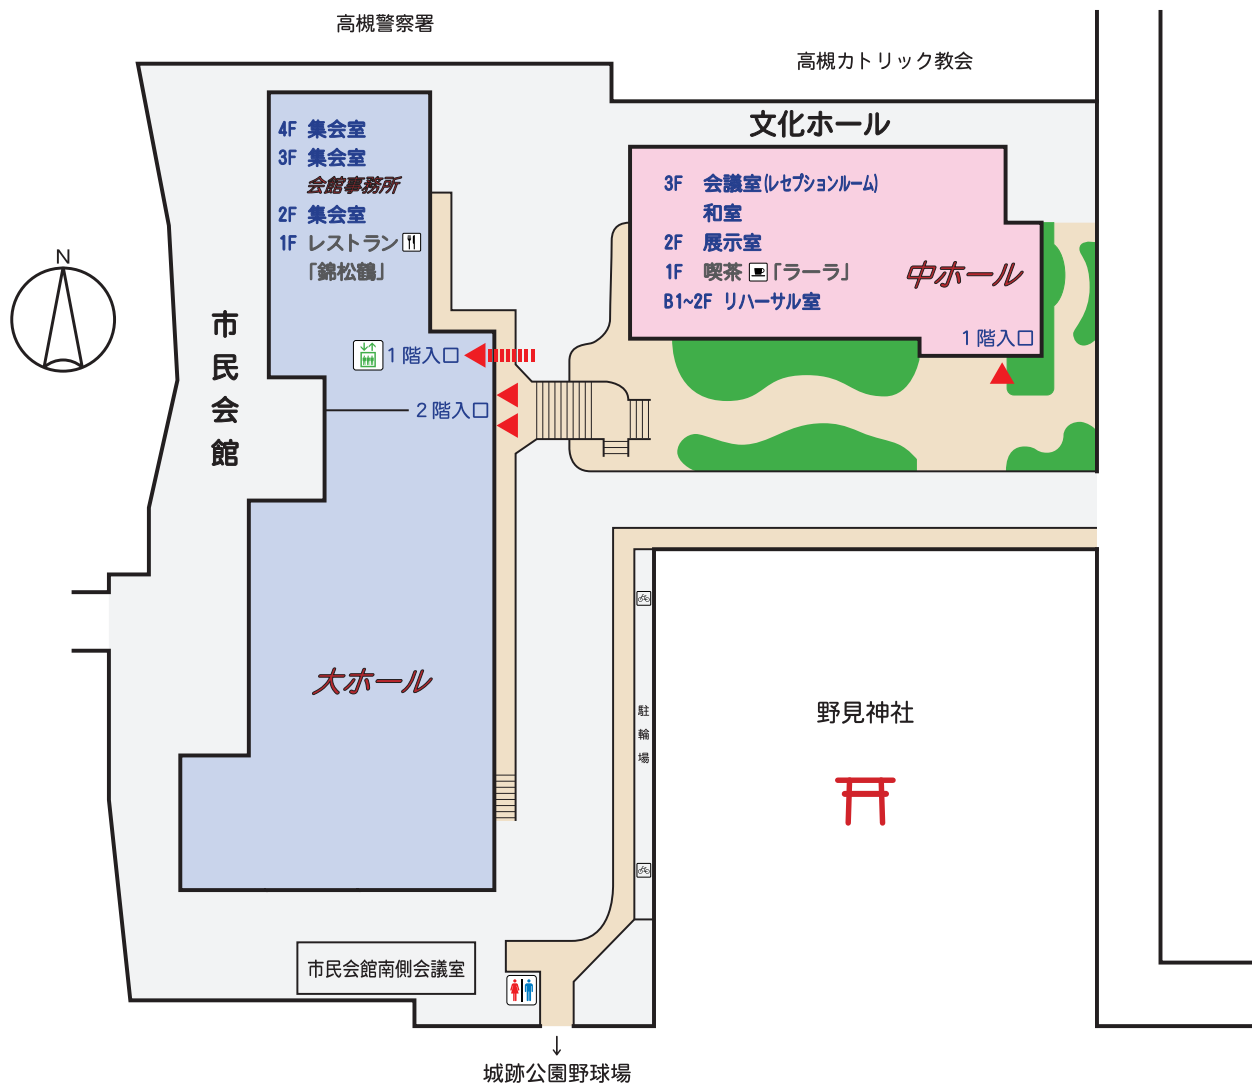 高槻警察署
高槻カトリック教会
文化ホール
4F 集会室
3F 集会室
会館事務所
2F 集会室
1F レストラン
「錦松鶴」
3F 会議室(レセプションルーム)
和室
2F 展示室
1F 喫茶 「ラーラ」
B1~2F リハーサル室
中ホール
1階入口
N
市民会館
1階入口
2階入口
大ホール
駐輪場
野見神社
市民会館南側会議室
↓
城跡公園野球場